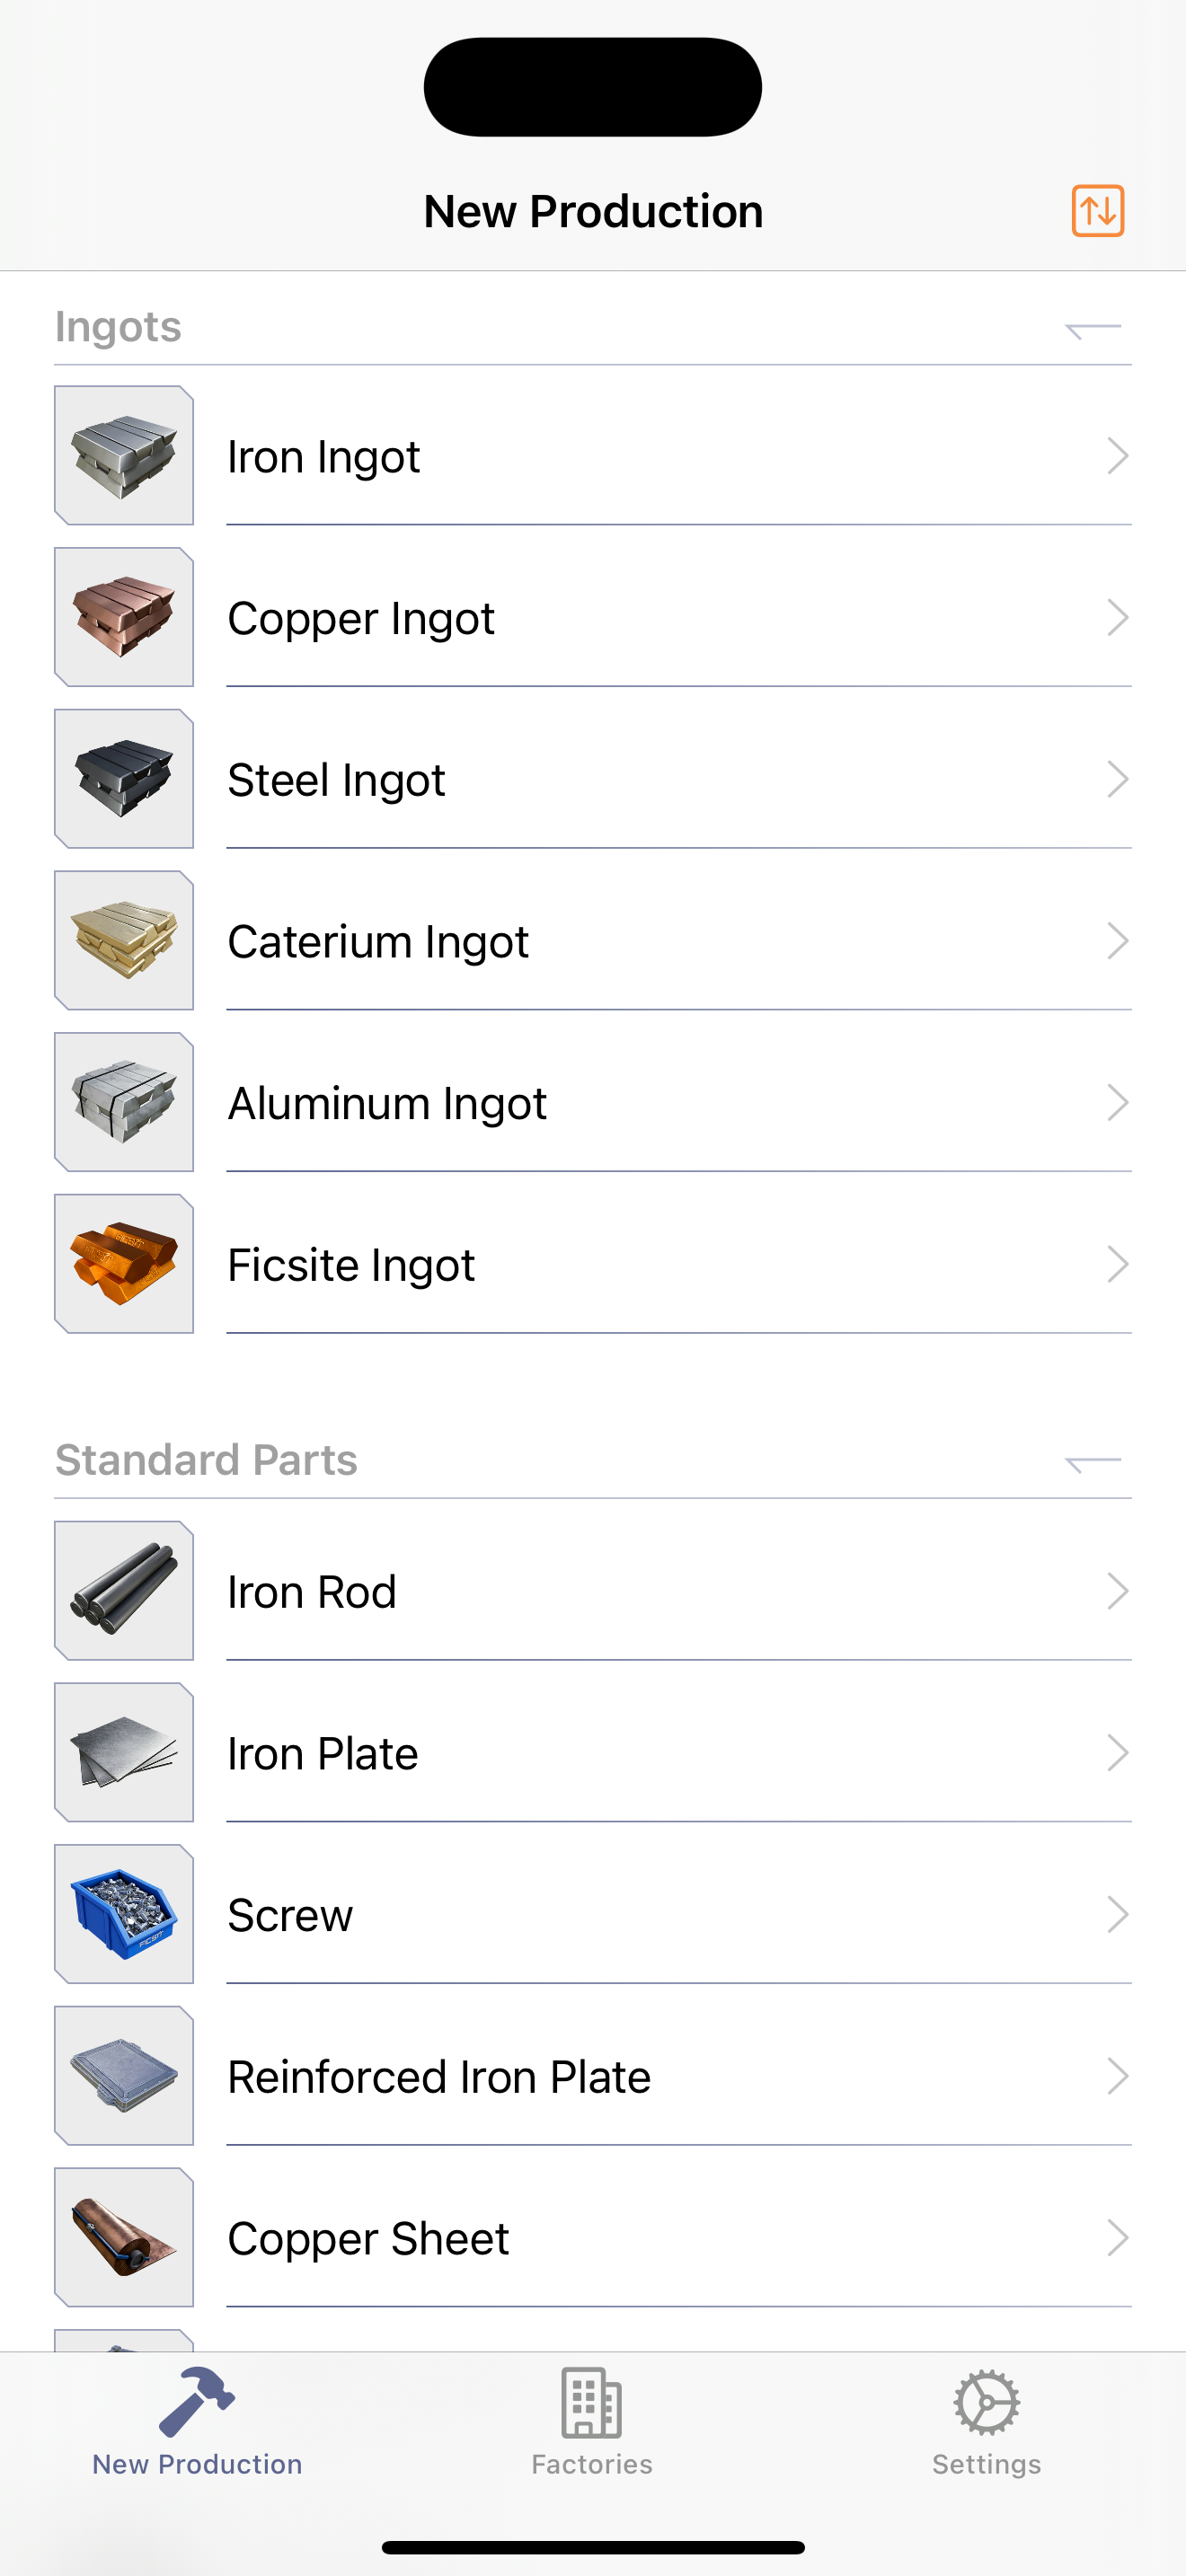 New Production
Ingots
Iron Ingot
Copper Ingot
Steel Ingot
Caterium Ingot
Aluminum Ingot
Ficsite Ingot
Standard Parts
Iron Rod
Iron Plate
Screw
FICSIT
Reinforced Iron Plate
Copper Sheet
New Production
Factories
Settings